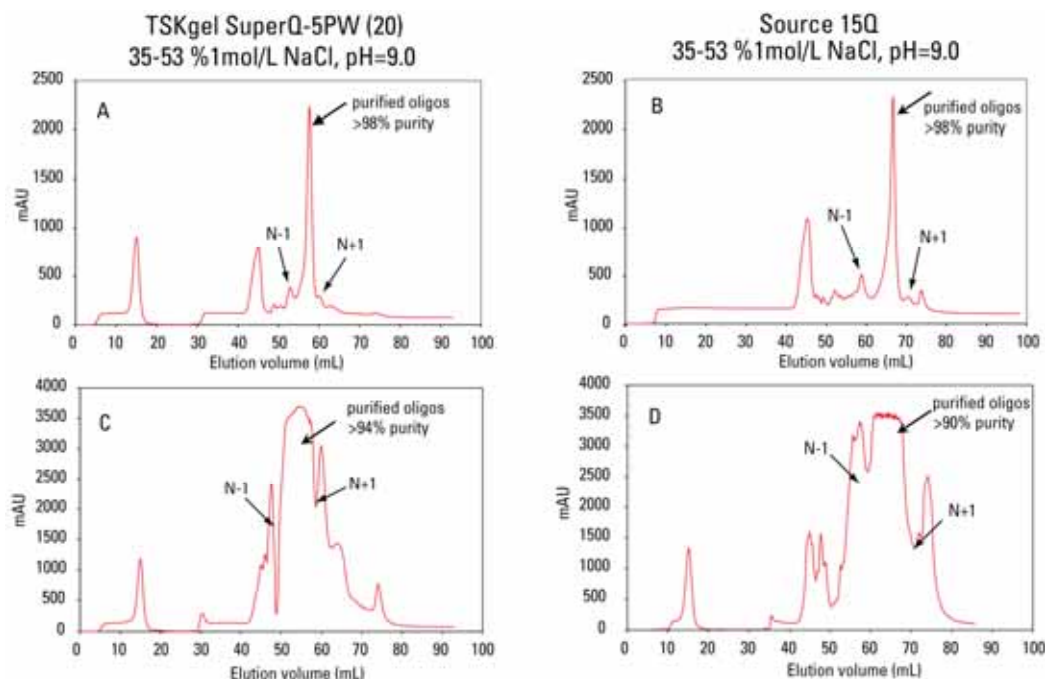 TSKgel SuperQ-5PW (20)
35-53 %1mol/L NaCl, pH=9.0
Source 15Q
35-53 %1mol/L NaCl, pH=9.0
A
purified oligos
>98% purity
N-1
N+1
mAU
2500
2000
1500
1000
500
0
0 10 20 30 40 50 60 70 80 90 100
Elution volume (mL)
B
purified oligos
>98% purity
N-1
N+1
mAU
2500
2000
1500
1000
500
0
0 10 20 30 40 50 60 70 80 90 100
Elution volume (mL)
C
purified oligos
>94% purity
N-1
N+1
mAU
4000
3500
3000
2500
2000
1500
1000
500
0
0 10 20 30 40 50 60 70 80 90 100
Elution volume (mL)
D
purified oligos
>90% purity
N-1
N+1
mAU
4000
3500
3000
2500
2000
1500
1000
500
0
0 10 20 30 40 50 60 70 80 90 100
Elution volume (mL)